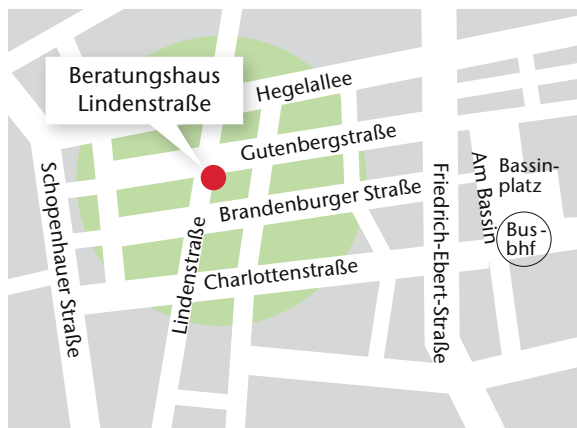 Beratungshaus
Lindenstraße
Hegelallee
Gutenbergstraße
Brandenburger Straße
Charlottenstraße
Schopenhauer Straße
Lindenstraße
Friedrich-Ebert-Straße
Am Bassin
Bassin-
platz
Bus-
bhf